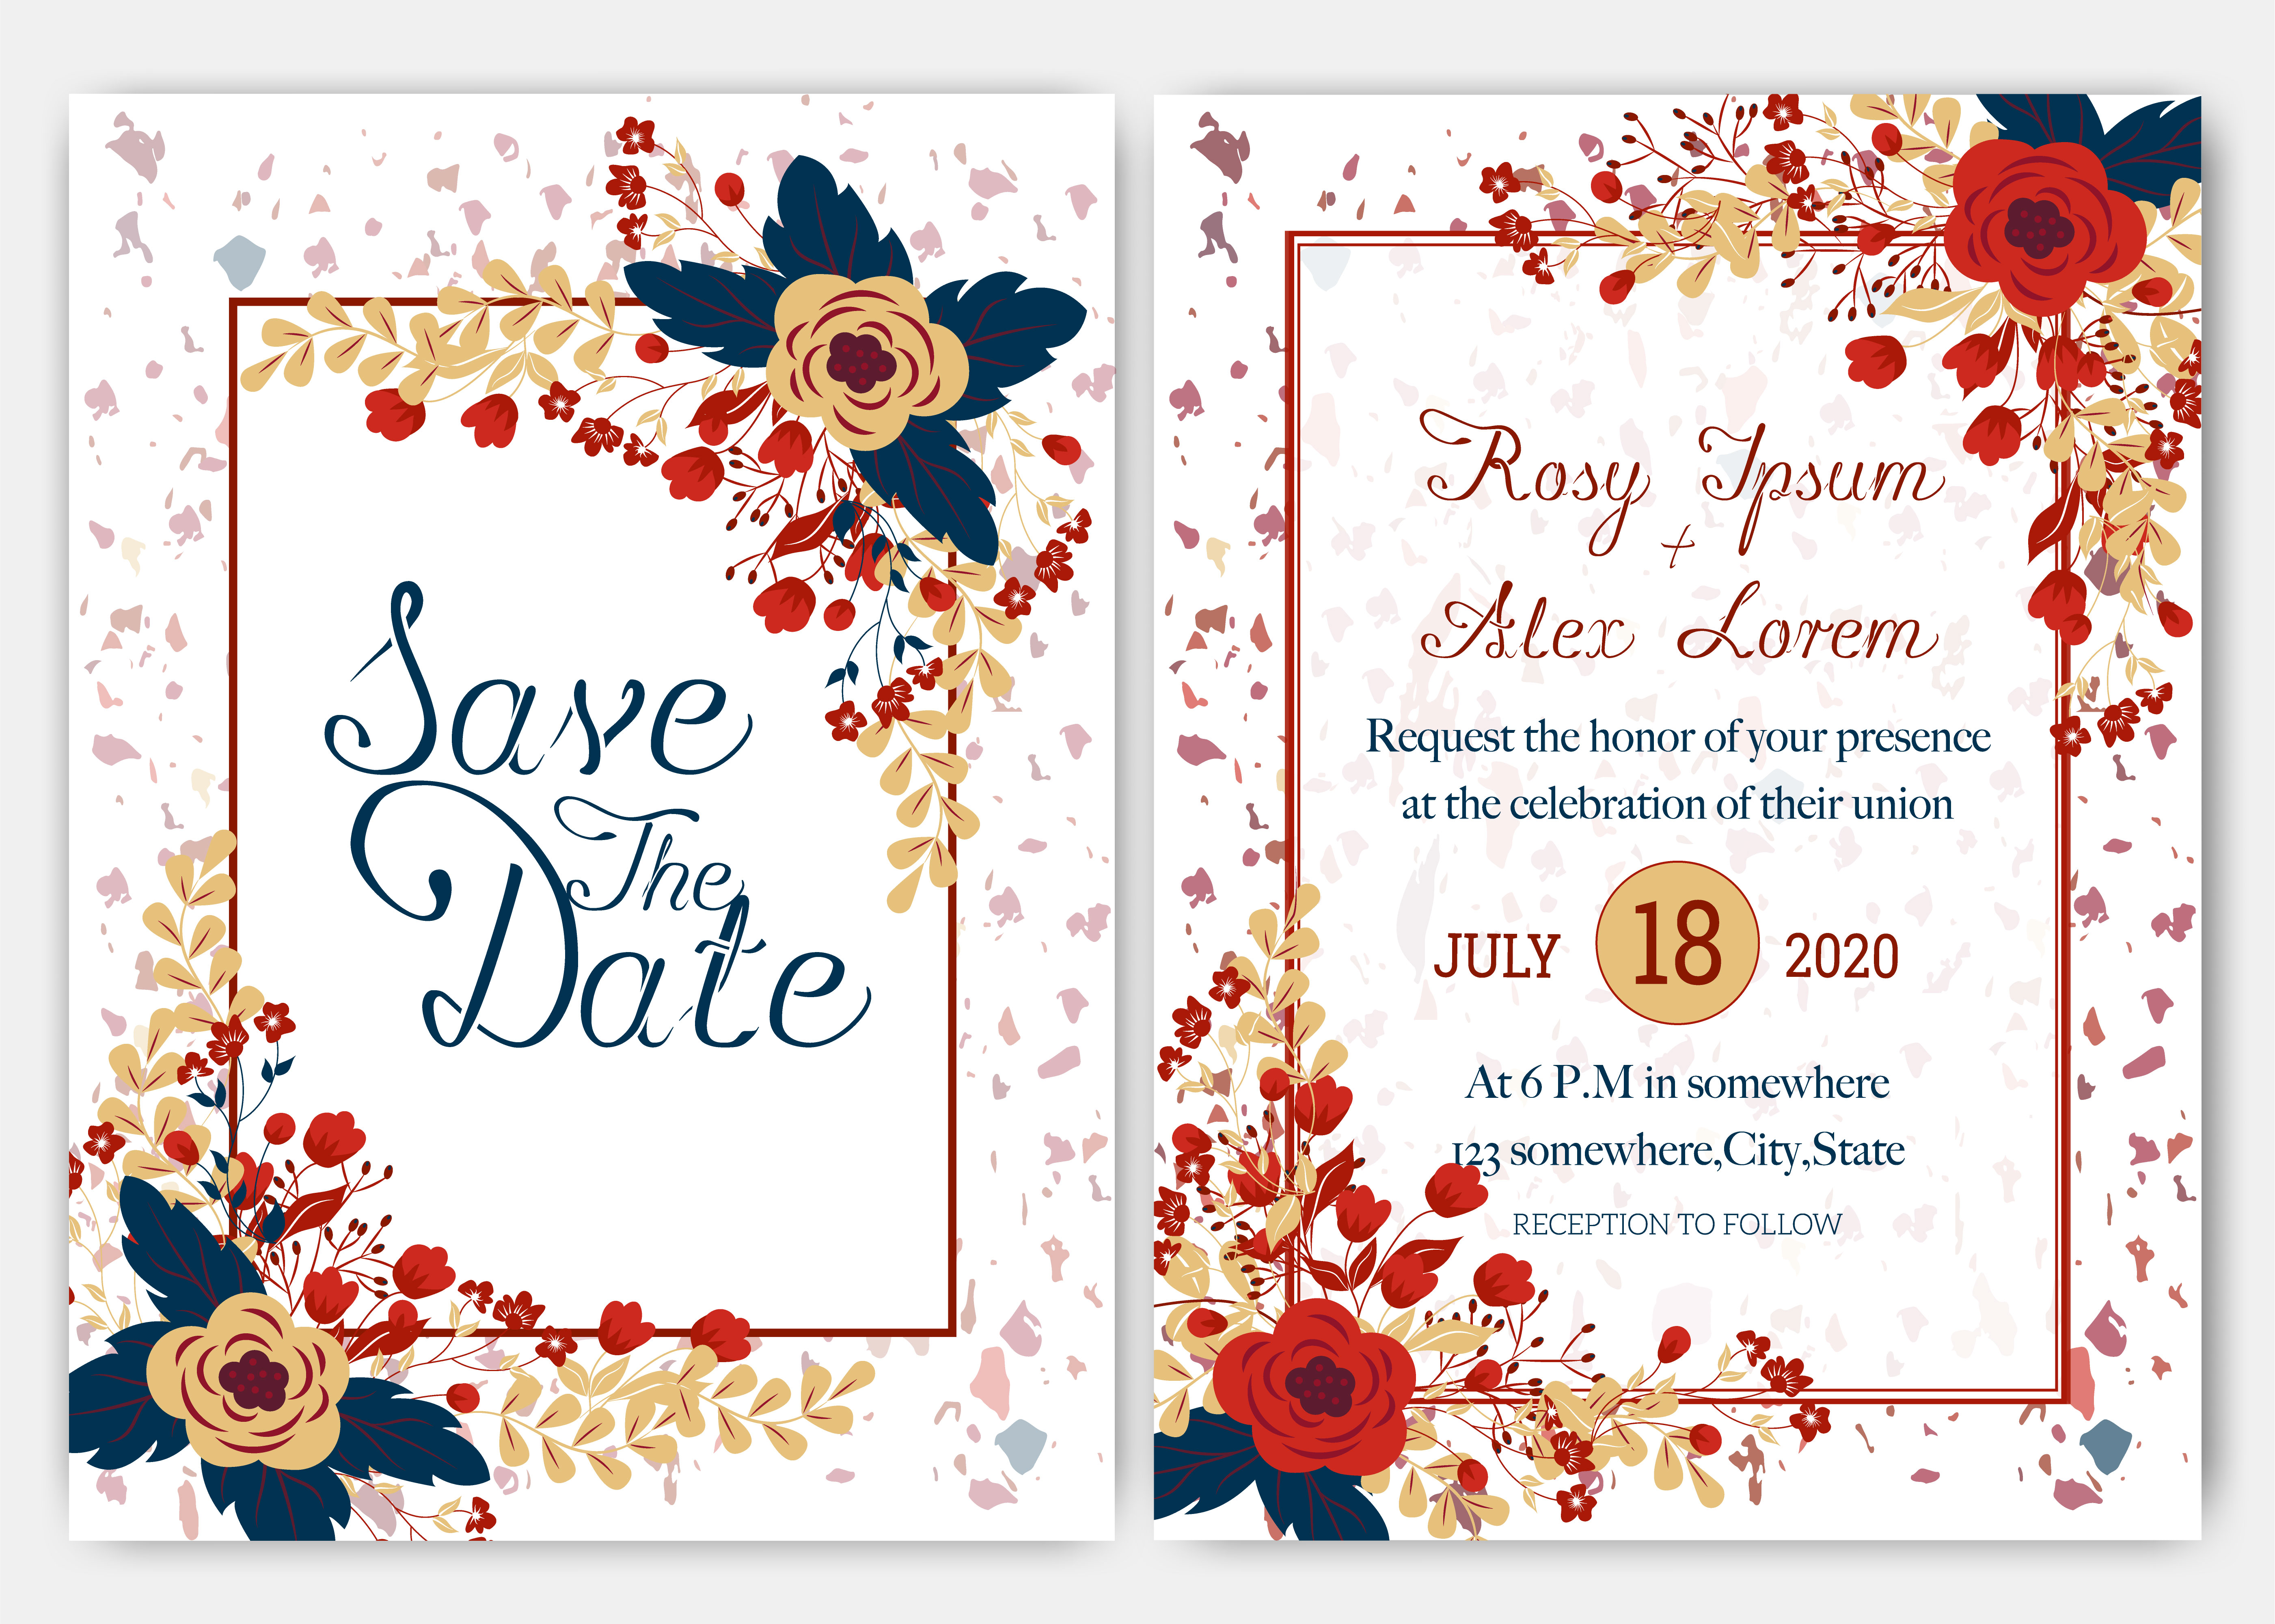 Save
The
Date
Rosy Ipsum
+
Alex Lorem
Request the honor of your presence
at the celebration of their union
JULY 18 2020
At 6 P.M in somewhere
123 somewhere,City,State
RECEPTION TO FOLLOW